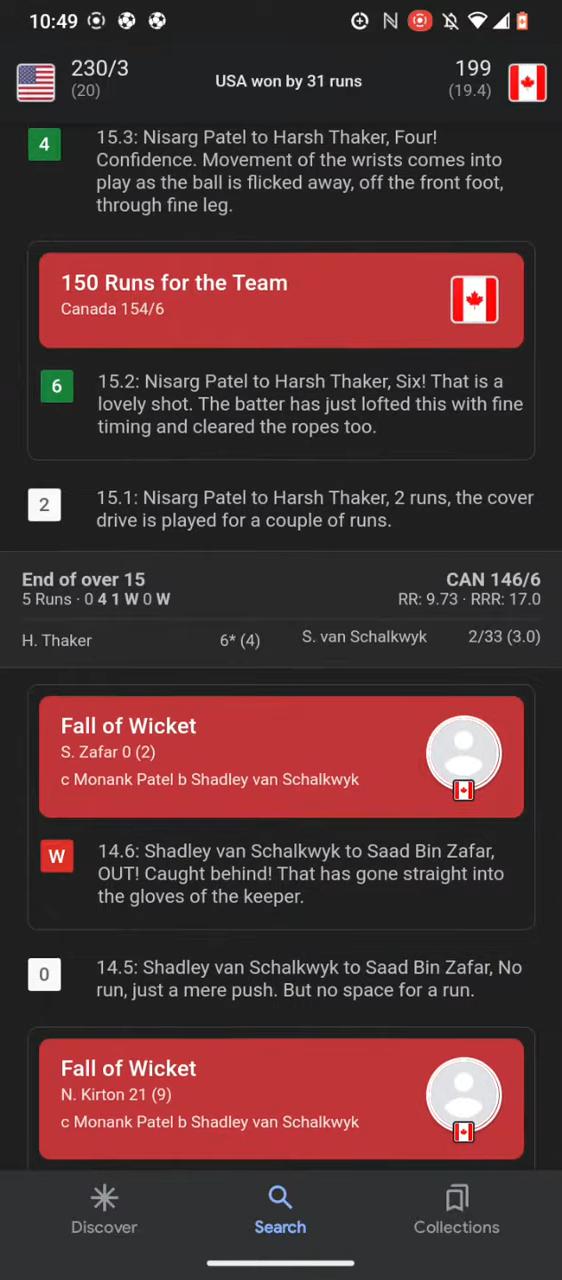 10:49
230/3
(20)
USA won by 31 runs
199
(19.4)
4
15.3: Nisarg Patel to Harsh Thaker, Four!
Confidence. Movement of the wrists comes into
play as the ball is flicked away, off the front foot,
through fine leg.
150 Runs for the Team
Canada 154/6
6
15.2: Nisarg Patel to Harsh Thaker, Six! That is a
lovely shot. The batter has just lofted this with fine
timing and cleared the ropes too.
2
15.1: Nisarg Patel to Harsh Thaker, 2 runs, the cover
drive is played for a couple of runs.
End of over 15
CAN 146/6
5 Runs · 0 4 1 W 0 W
RR: 9.73 · RRR: 17.0
H. Thaker
6* (4)
S. van Schalkwyk
2/33 (3.0)
Fall of Wicket
S. Zafar 0 (2)
c Monank Patel b Shadley van Schalkwyk
W
14.6: Shadley van Schalkwyk to Saad Bin Zafar,
OUT! Caught behind! That has gone straight into
the gloves of the keeper.
0
14.5: Shadley van Schalkwyk to Saad Bin Zafar, No
run, just a mere push. But no space for a run.
Fall of Wicket
N. Kirton 21 (9)
c Monank Patel b Shadley van Schalkwyk
Discover
Search
Collections